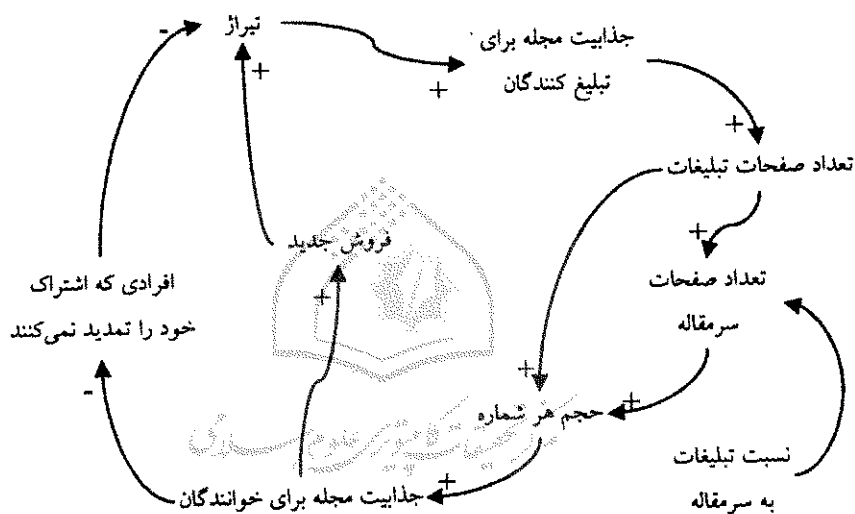 تیراژ
-
+
جذابیت مجله برای
تبلیغ کنندگان
+
+
تعداد صفحات تبلیغات
+
فروش جدید
تعداد صفحات
سرمقاله
افرادی که اشتراک
خود را تمدید نمی‌کنند
+
+
-
+
حجم هر شماره
نسبت تبلیغات
به سرمقاله
+
جذابیت مجله برای خوانندگان